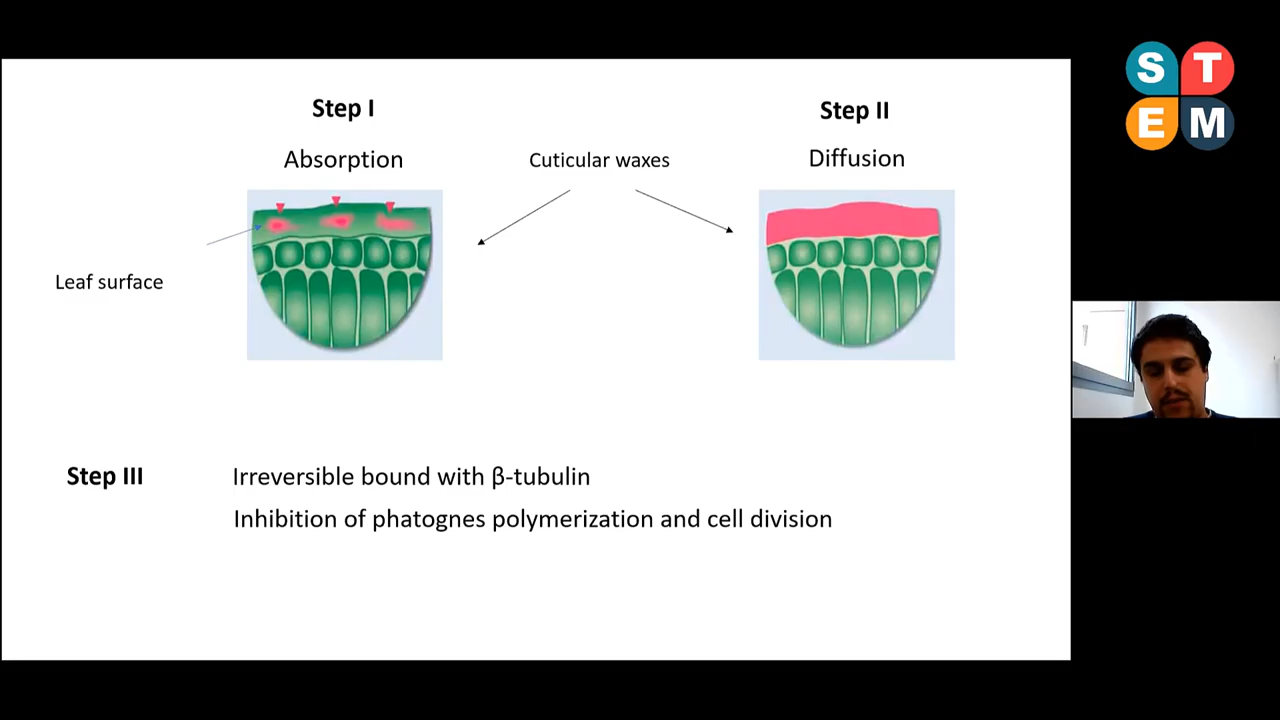 Step I
Absorption
Leaf surface
Cuticular waxes
Step II
Diffusion
Step III
Irreversible bound with β-tubulin
Inhibition of phatognes polymerization and cell division
S T
E M